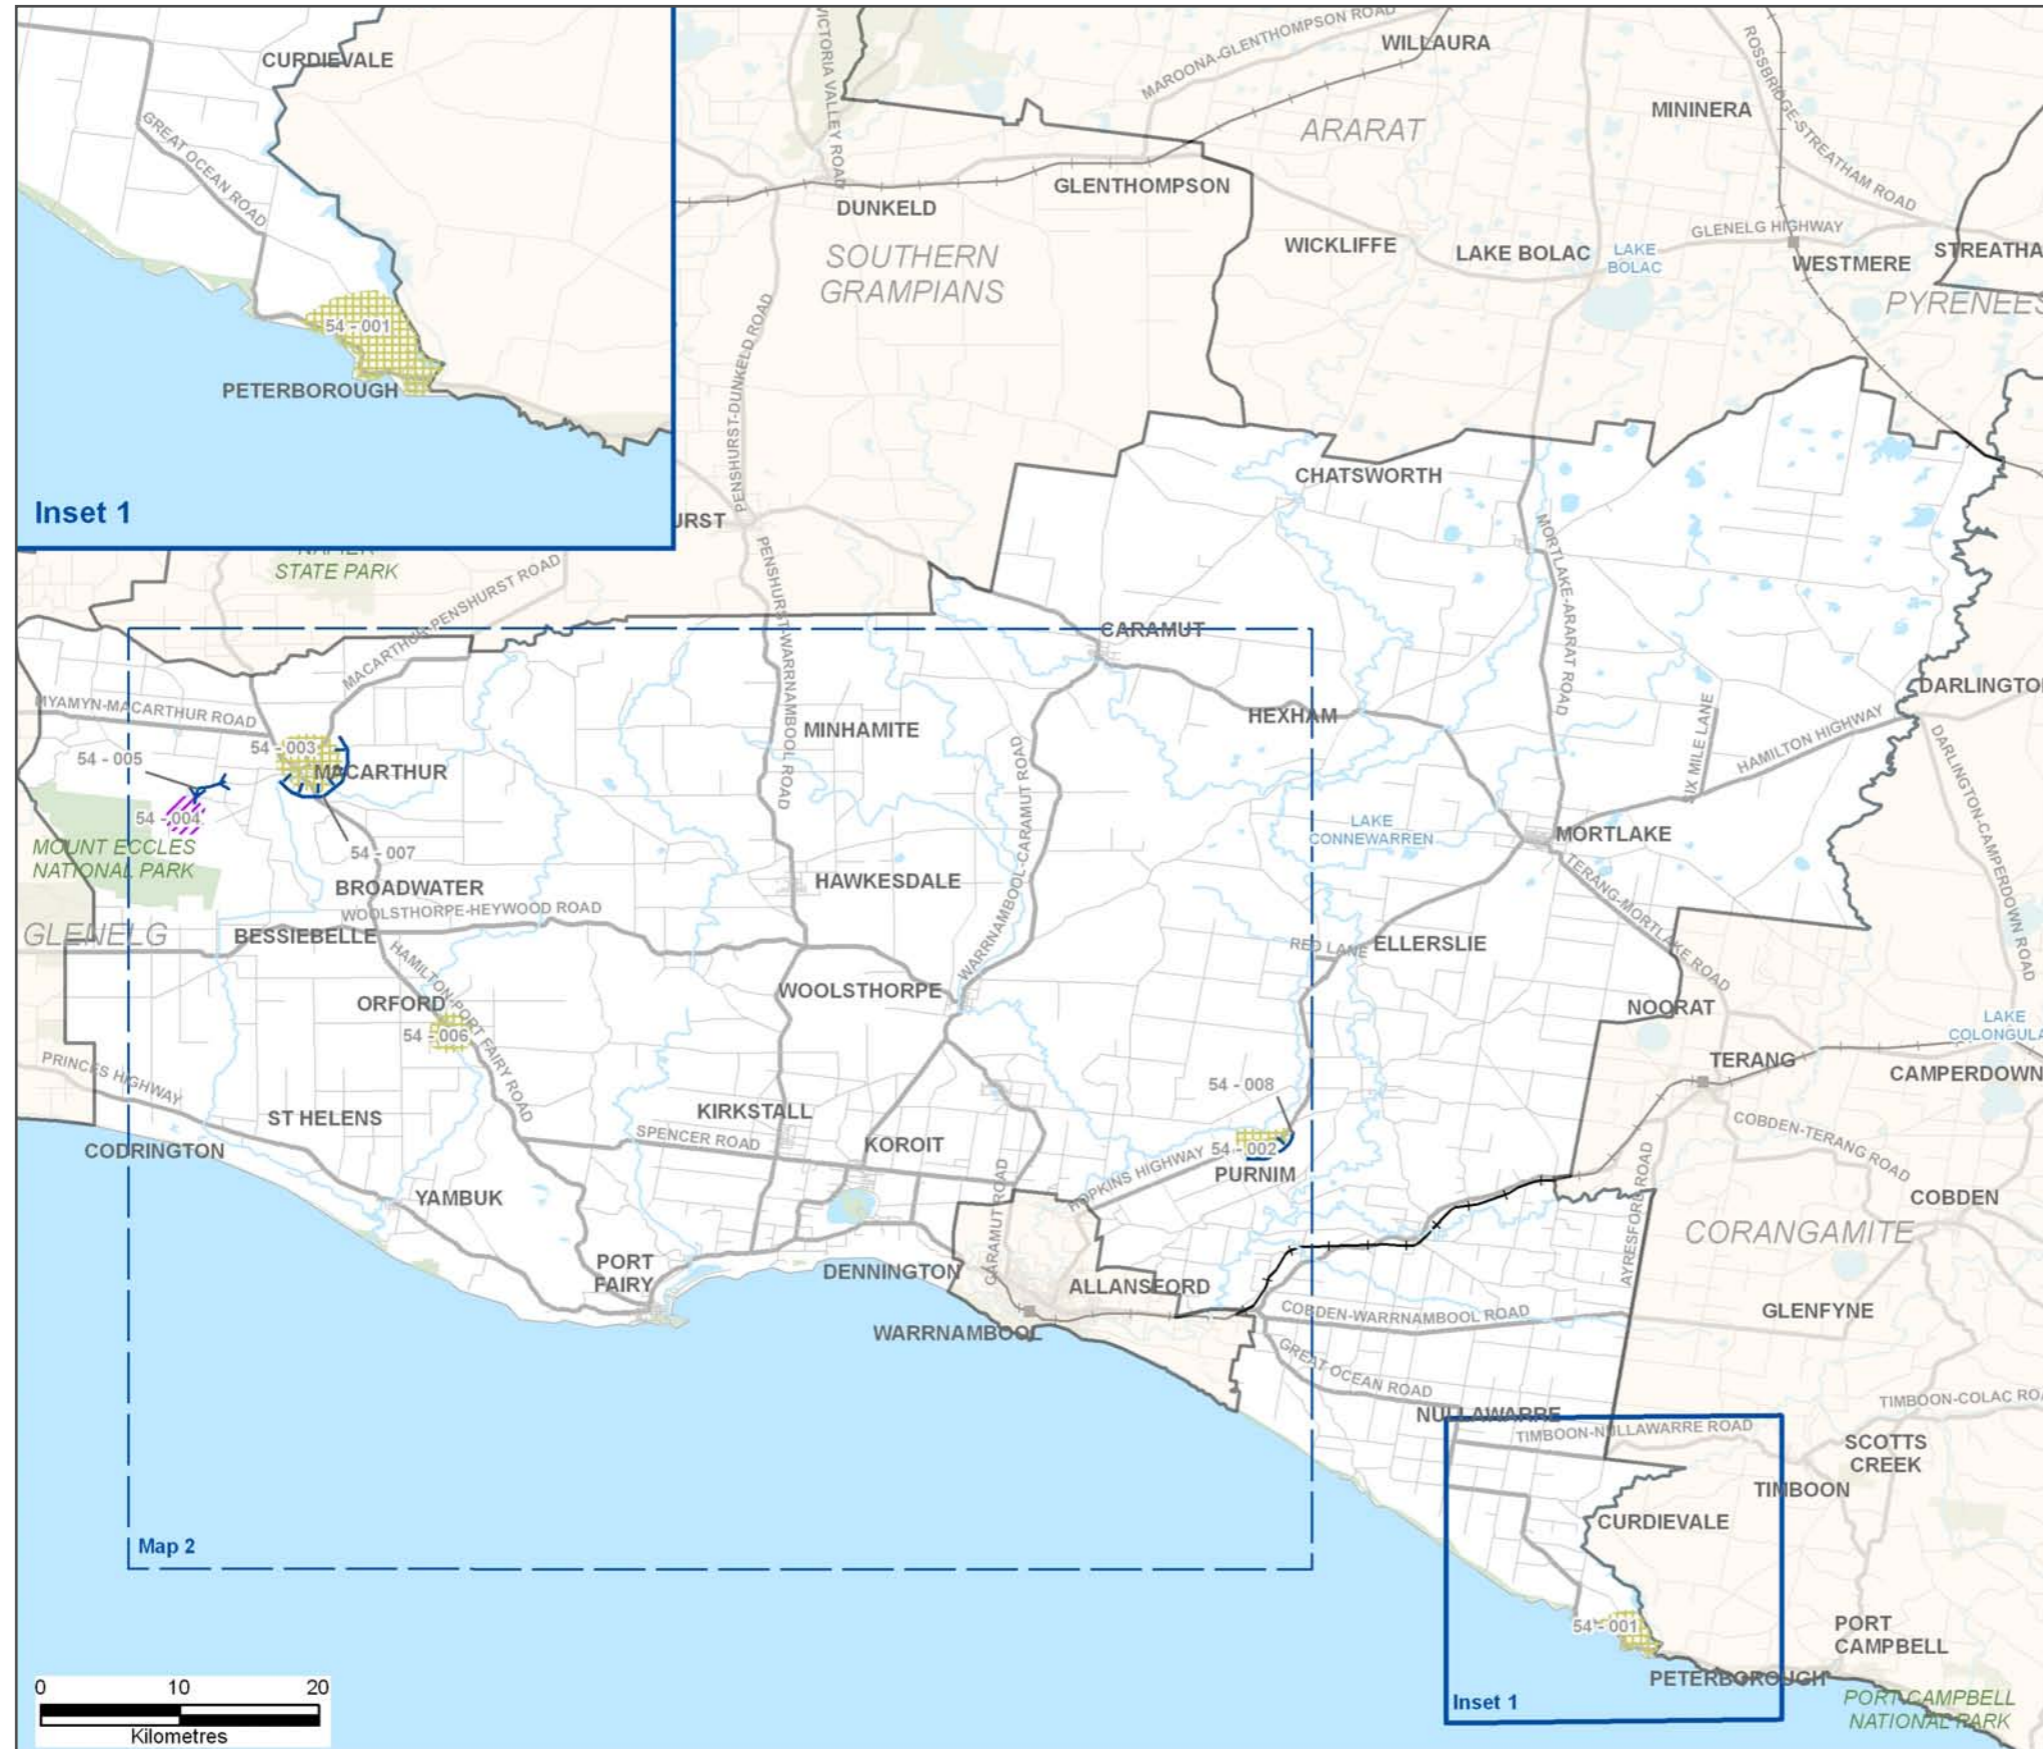 CURDIEVALE
GREAT OCEAN ROAD
54 - 001
PETERBOROUGH
Inset 1
VICTORIA VALLEY ROAD
MAROONA-GLENTHOMPSON ROAD
WILLAURA
ROSSBRIDGE-STREATHAM ROAD
MININERA
ARARAT
GLENTHOMPSON
DUNKELD
SOUTHERN
GRAMPIANS
WICKLIFFE
LAKE BOLAC
LAKE
BOLAC
GLENELG HIGHWAY
WESTMERE
STREATHA
PYRENEES
PENSHURST-DUNKELD ROAD
URST
CHATSWORTH
STATE PARK
MACARTHUR-PENSHURST ROAD
PENSHURST-WARRNAMBOOL ROAD
MORTLAKE-ARARAT ROAD
CARAMUT
MYAMYN-MACARTHUR ROAD
54 - 003
54 - 005
MACARTHUR
MINHAMITE
WARRNAMBOOL-CARAMUT ROAD
HEXHAM
SIX MILE LANE
HAMILTON HIGHWAY
DARLINGTO
DARLINGTON-CAMPERDOWN ROAD
54 - 004
MOUNT ECCLES
NATIONAL PARK
54 - 007
BROADWATER
WOOLSTHORPE-HEYWOOD ROAD
HAWKESDALE
LAKE
CONNEWARREN
MORTLAKE
TERANG-MORTLAKE ROAD
GLENELG
BESSIEBELLE
HAMILTON-PORT FAIRY ROAD
RED LANE
ELLERSLIE
WOOLSTHORPE
ORFORD
54 - 006
NOORAT
LAKE
COLONGULA
TERANG
CAMPERDOWN
PRINCES HIGHWAY
ST HELENS
KIRKSTALL
SPENCER ROAD
KOROIT
54 - 008
HOPKINS HIGHWAY
54 - 002
PURNIM
COBDEN-TERANG ROAD
CODRINGTON
YAMBUK
CARAMUT ROAD
AYRESFORD ROAD
COBDEN
CORANGAMITE
PORT
FAIRY
DENNINGTON
ALLANSFORD
COBDEN-WARRNAMBOOL ROAD
GLENFYNE
WARRNAMBOOL
GREAT OCEAN ROAD
NULLAWARRE
TIMBOON-NULLAWARRE ROAD
TIMBOON-COLAC RO
SCOTTS
CREEK
TIMBOON
CURDIEVALE
Map 2
54 - 001
PORT
CAMPBELL
PETERBOROUGH
Inset 1
PORT CAMPBELL
NATIONAL PARK
0 10 20
Kilometres